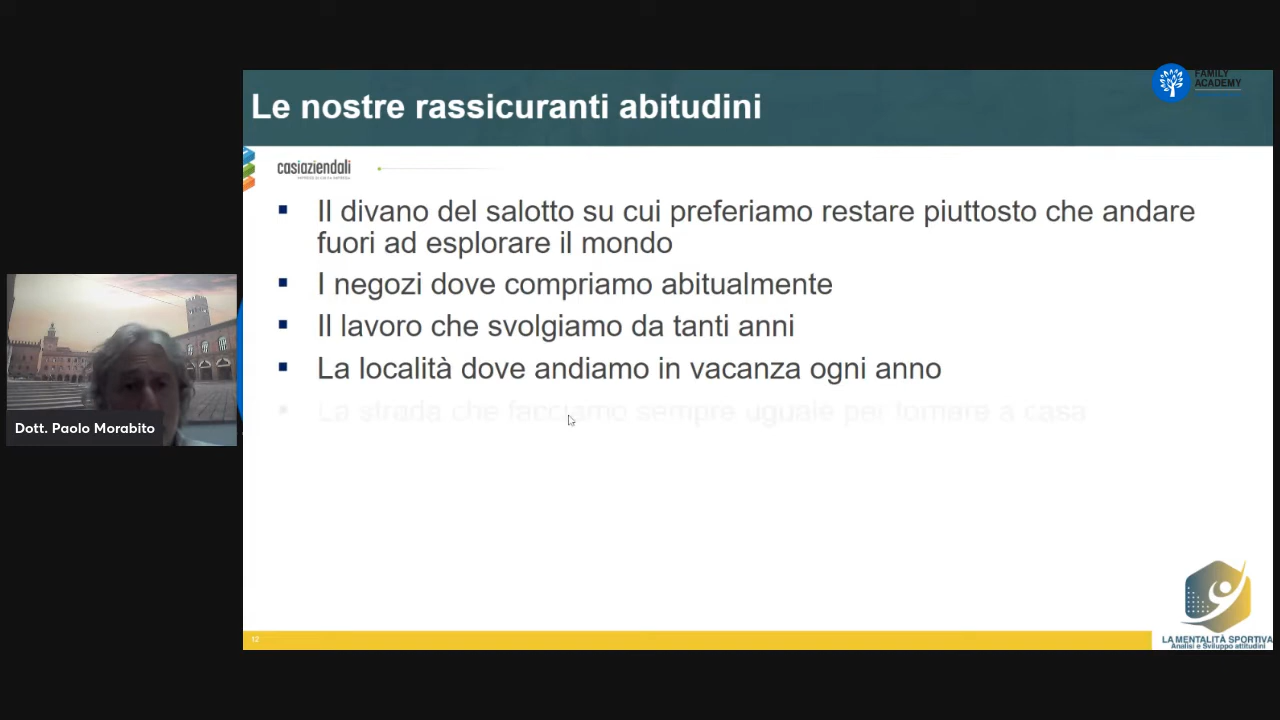 FAMILY
ACADEMY
Le nostre rassicuranti abitudini
casiaziendali
▪ Il divano del salotto su cui preferiamo restare piuttosto che andare
fuori ad esplorare il mondo
▪ I negozi dove compriamo abitualmente
▪ Il lavoro che svolgiamo da tanti anni
▪ La località dove andiamo in vacanza ogni anno
▪ La strada che facciamo sempre uguale per tornare a casa
Dott. Paolo Morabito
12
LA MENTALITÀ SPORTIVA
Analisi e Sviluppo attitudini